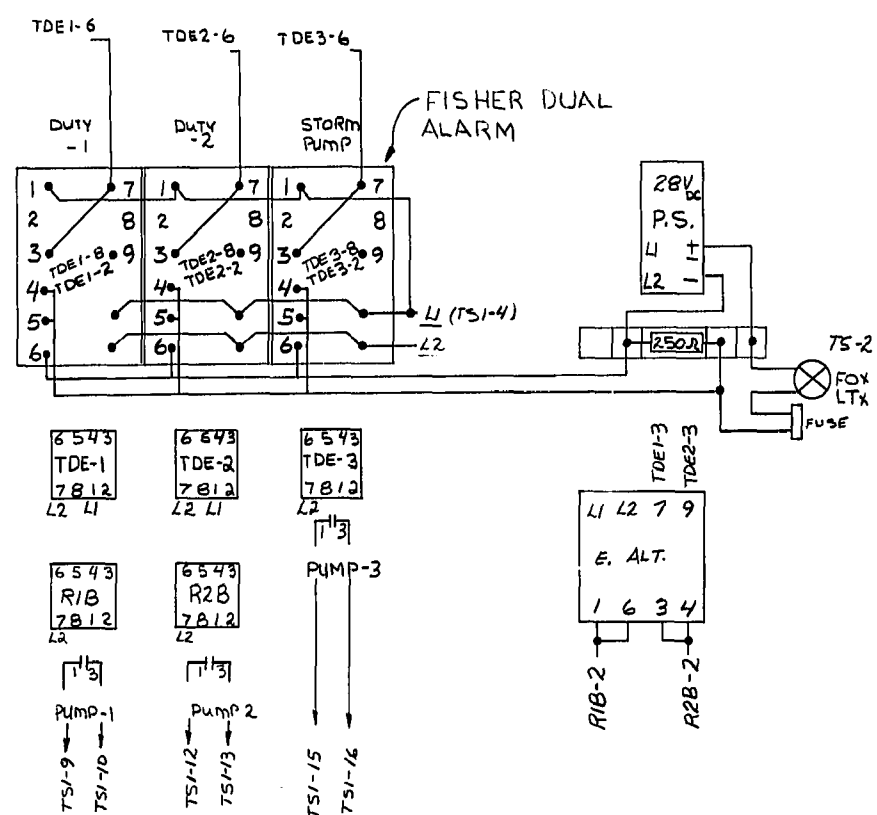 TDE1-6
TDE2-6
TDE3-6
FISHER DUAL
ALARM
DUTY
-1
DUTY
-2
STORM
PUMP
1 7 1 7 1 7
2 8 2 8 2 8
3 9 3 9 3 9
TDE1-8
TDE1-2
TDE2-8
TDE2-2
TDE3-8
TDE3-2
4 4 4
5 5 5
6 6 6
L1 (TS1-4)
L2
28V DC
P.S.
L1 +
L2 -
250Ω
TS-2
FOX
LTX
FUSE
6 5 4 3
TDE-1
7 8 1 2
L2 L1
6 5 4 3
TDE-2
7 8 1 2
L2 L1
6 5 4 3
TDE-3
7 8 1 2
L2
1 3
PUMP-3
TS1-15
TS1-16
6 5 4 3
R1B
7 8 1 2
L2
1 3
PUMP-1
TS1-9
TS1-10
6 5 4 3
R2B
7 8 1 2
L2
1 3
PUMP 2
TS1-12
TS1-13
TDE1-3
TDE2-3
L1 L2 7 9
E. ALT.
1 6 3 4
R1B-2
R2B-2